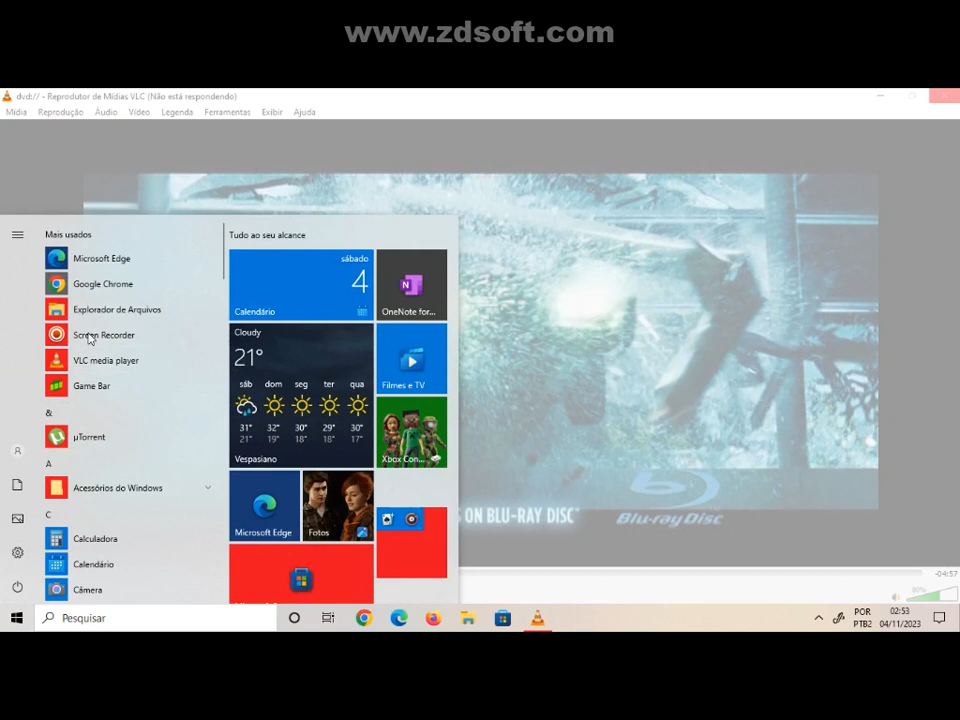 www.zdsoft.com
dvd:// - Reprodutor de Mídias VLC (Não está respondendo)
Mídia Reprodução Áudio Vídeo Legenda Ferramentas Exibir Ajuda
Mais usados
Microsoft Edge
Google Chrome
Explorador de Arquivos
Screen Recorder
VLC media player
Game Bar
&
µTorrent
A
Acessórios do Windows
C
Calculadora
Calendário
Câmera
Tudo ao seu alcance
sábado
4
Calendário
OneNote for...
Cloudy
21°
sáb dom seg ter qua
31° 32° 30° 29° 30°
21° 19° 18° 18° 17°
Vespasiano
Filmes e TV
Xbox Con...
Microsoft Edge
Fotos
S ON BLU-RAY DISC™
Blu-ray Disc
-04:57
80%
Pesquisar
POR
PTB2
02:53
04/11/2023